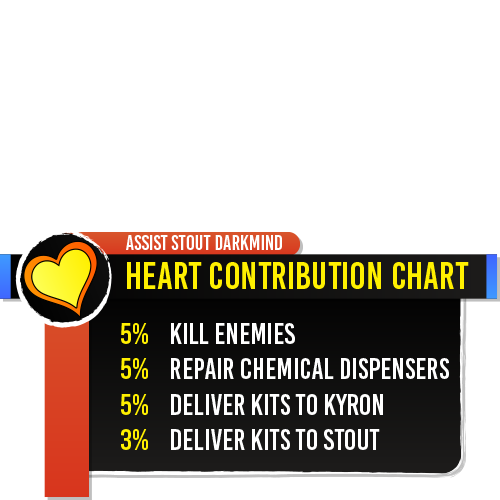 ASSIST STOUT DARKMIND
HEART CONTRIBUTION CHART
5% KILL ENEMIES
5% REPAIR CHEMICAL DISPENSERS
5% DELIVER KITS TO KYRON
3% DELIVER KITS TO STOUT